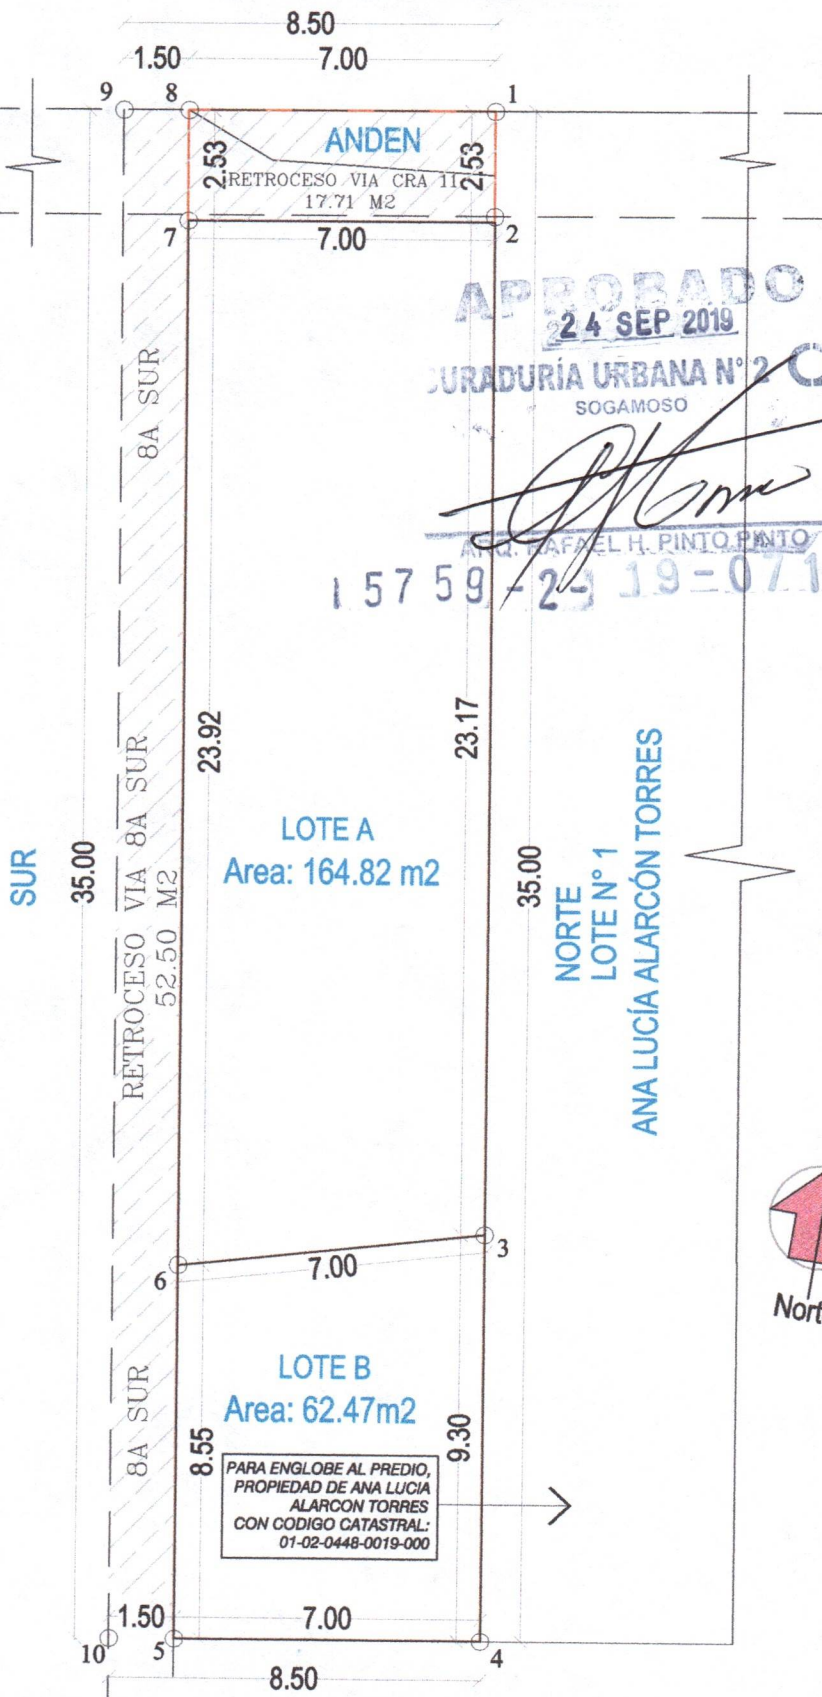 8.50
1.50 7.00
9 8 1
ANDEN
2.53 2.53
RETROCESO VIA CRA 11
17.71 M2
7 7.00 2
APROBADO
24 SEP 2019
CURADURÍA URBANA N° 2
SOGAMOSO
ARQ. RAFAEL H. PINTO PINTO
15759-2-19-071
8A SUR
23.92
23.17
LOTE A
Area: 164.82 m2
SUR
35.00
RETROCESO VIA 8A SUR
52.50 M2
35.00
NORTE
LOTE N° 1
ANA LUCÍA ALARCÓN TORRES
6 7.00 3
Nort
LOTE B
Area: 62.47m2
8A SUR
8.55
9.30
PARA ENGLOBE AL PREDIO,
PROPIEDAD DE ANA LUCIA
ALARCON TORRES
CON CODIGO CATASTRAL:
01-02-0448-0019-000
1.50 7.00
10 5 4
8.50